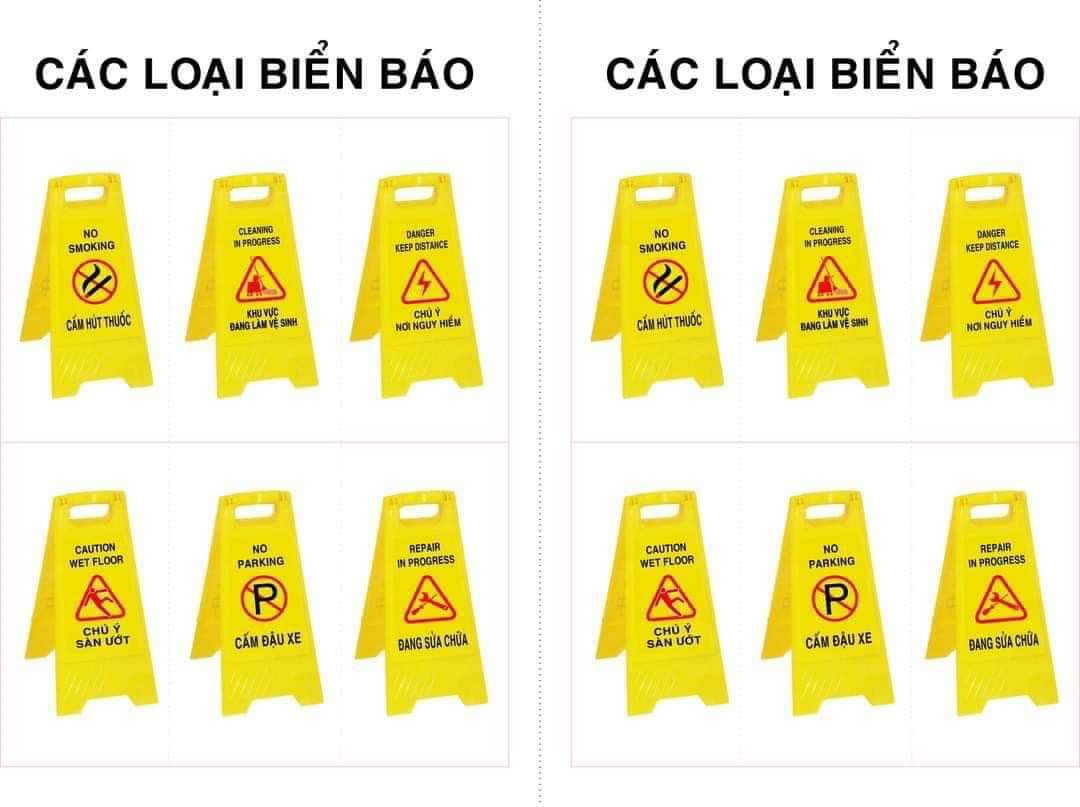 CÁC LOẠI BIỂN BÁO
NO
SMOKING
CẤM HÚT THUỐC
CLEANING
IN PROGRESS
KHU VỰC
ĐANG LÀM VỆ SINH
DANGER
KEEP DISTANCE
CHÚ Ý
NƠI NGUY HIỂM
CAUTION
WET FLOOR
CHÚ Ý
SÀN ƯỚT
NO
PARKING
P
CẤM ĐẬU XE
REPAIR
IN PROGRESS
ĐANG SỬA CHỮA
CÁC LOẠI BIỂN BÁO
NO
SMOKING
CẤM HÚT THUỐC
CLEANING
IN PROGRESS
KHU VỰC
ĐANG LÀM VỆ SINH
DANGER
KEEP DISTANCE
CHÚ Ý
NƠI NGUY HIỂM
CAUTION
WET FLOOR
CHÚ Ý
SÀN ƯỚT
NO
PARKING
P
CẤM ĐẬU XE
REPAIR
IN PROGRESS
ĐANG SỬA CHỮA